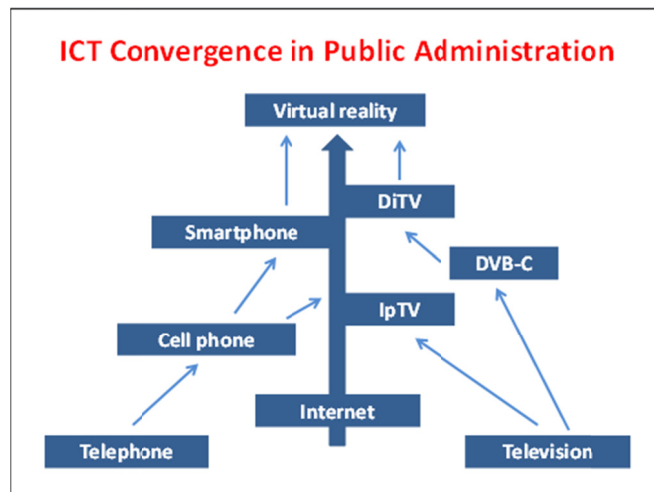 ICT Convergence in Public Administration
Virtual reality
DiTV
Smartphone
DVB-C
IpTV
Cell phone
Internet
Telephone
Television